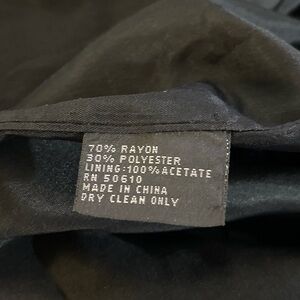 70% RAYON
30% POLYESTER
LINING:100% ACETATE
RN 50610
MADE IN CHINA
DRY CLEAN ONLY